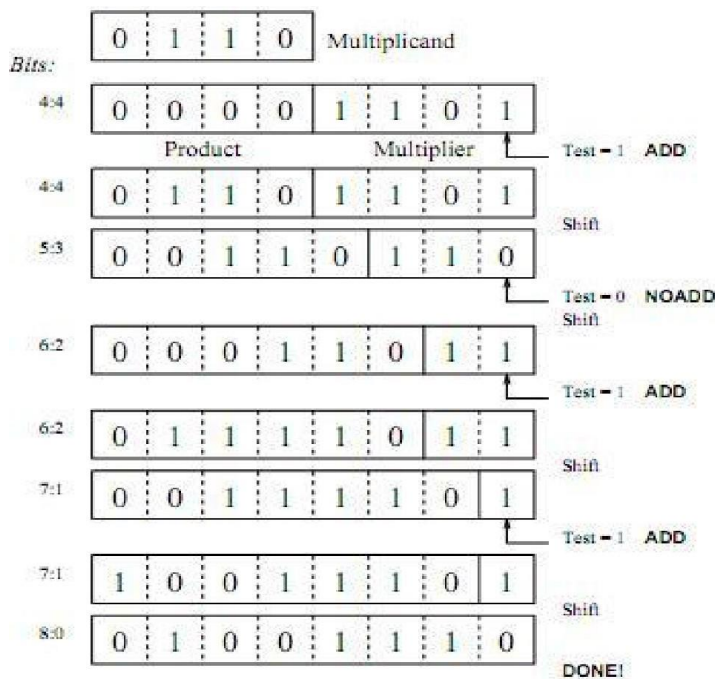 0 1 1 0 Multiplicand
Bits:
4:4 0 0 0 0 1 1 0 1
Test = 1 ADD
Product Multiplier
4:4 0 1 1 0 1 1 0 1
Shift
5:3 0 0 1 1 0 1 1 0
Test = 0 NOADD
Shift
6:2 0 0 0 1 1 0 1 1
Test = 1 ADD
6:2 0 1 1 1 1 0 1 1
Shift
7:1 0 0 1 1 1 1 0 1
Test = 1 ADD
7:1 1 0 0 1 1 1 0 1
Shift
8:0 0 1 0 0 1 1 1 0
DONE!